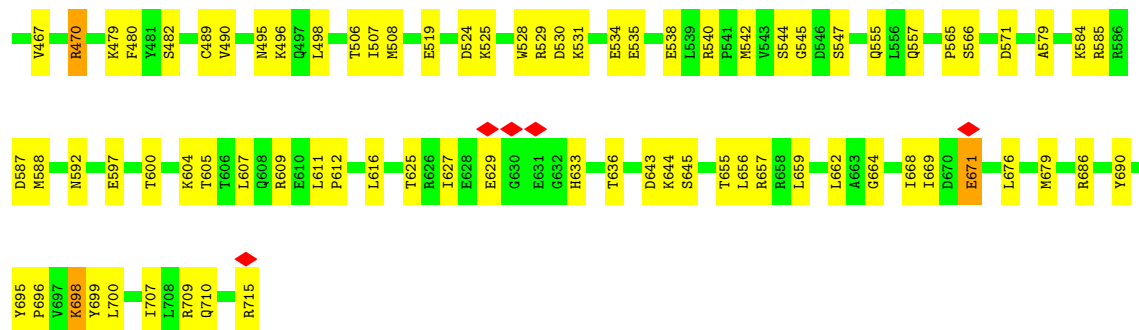 V467 R470 K479 F480 Y481 S482 C489 V490 N495 K496 Q497 L498 T506 I507 M508 E519 D524 K525 W528 R529 D530 K531 E534 E535 E538 L539 R540 P541 M542 V543 S544 G545 D546 S547 Q555 L556 Q557 P565 S566 D571 A579 K584 R585 R586
D587 M588 N592 E597 T600 K604 T605 T606 L607 Q608 R609 E610 L611 P612 L616 T625 R626 I627 E628 E629 G630 E631 G632 H633 T636 D643 K644 S645 T655 L656 R657 R658 L659 L662 A663 G664 I668 I669 D670 E671 L676 M679 R686 Y690
Y695 P696 V697 K698 Y699 L700 I707 L708 R709 Q710 R715